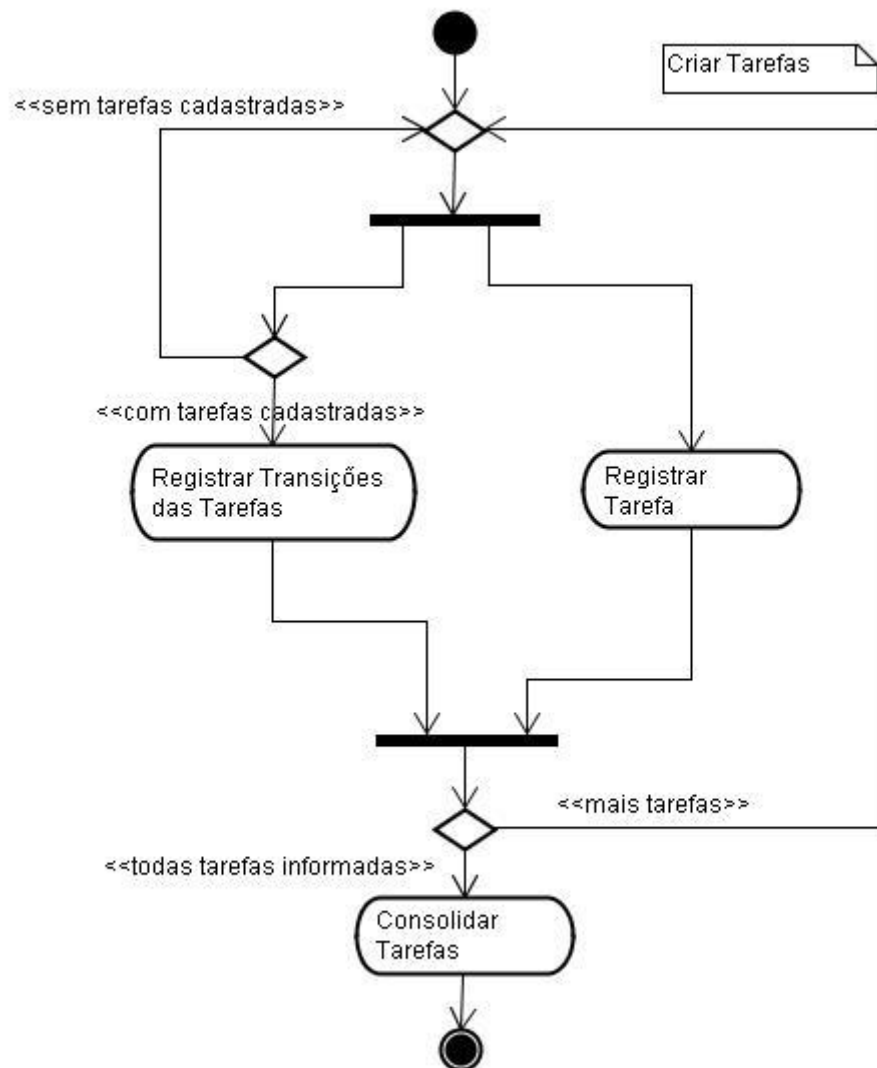 Criar Tarefas
<<sem tarefas cadastradas>>
<<com tarefas cadastradas>>
Registrar Transições
das Tarefas
Registrar
Tarefa
<<mais tarefas>>
<<todas tarefas informadas>>
Consolidar
Tarefas